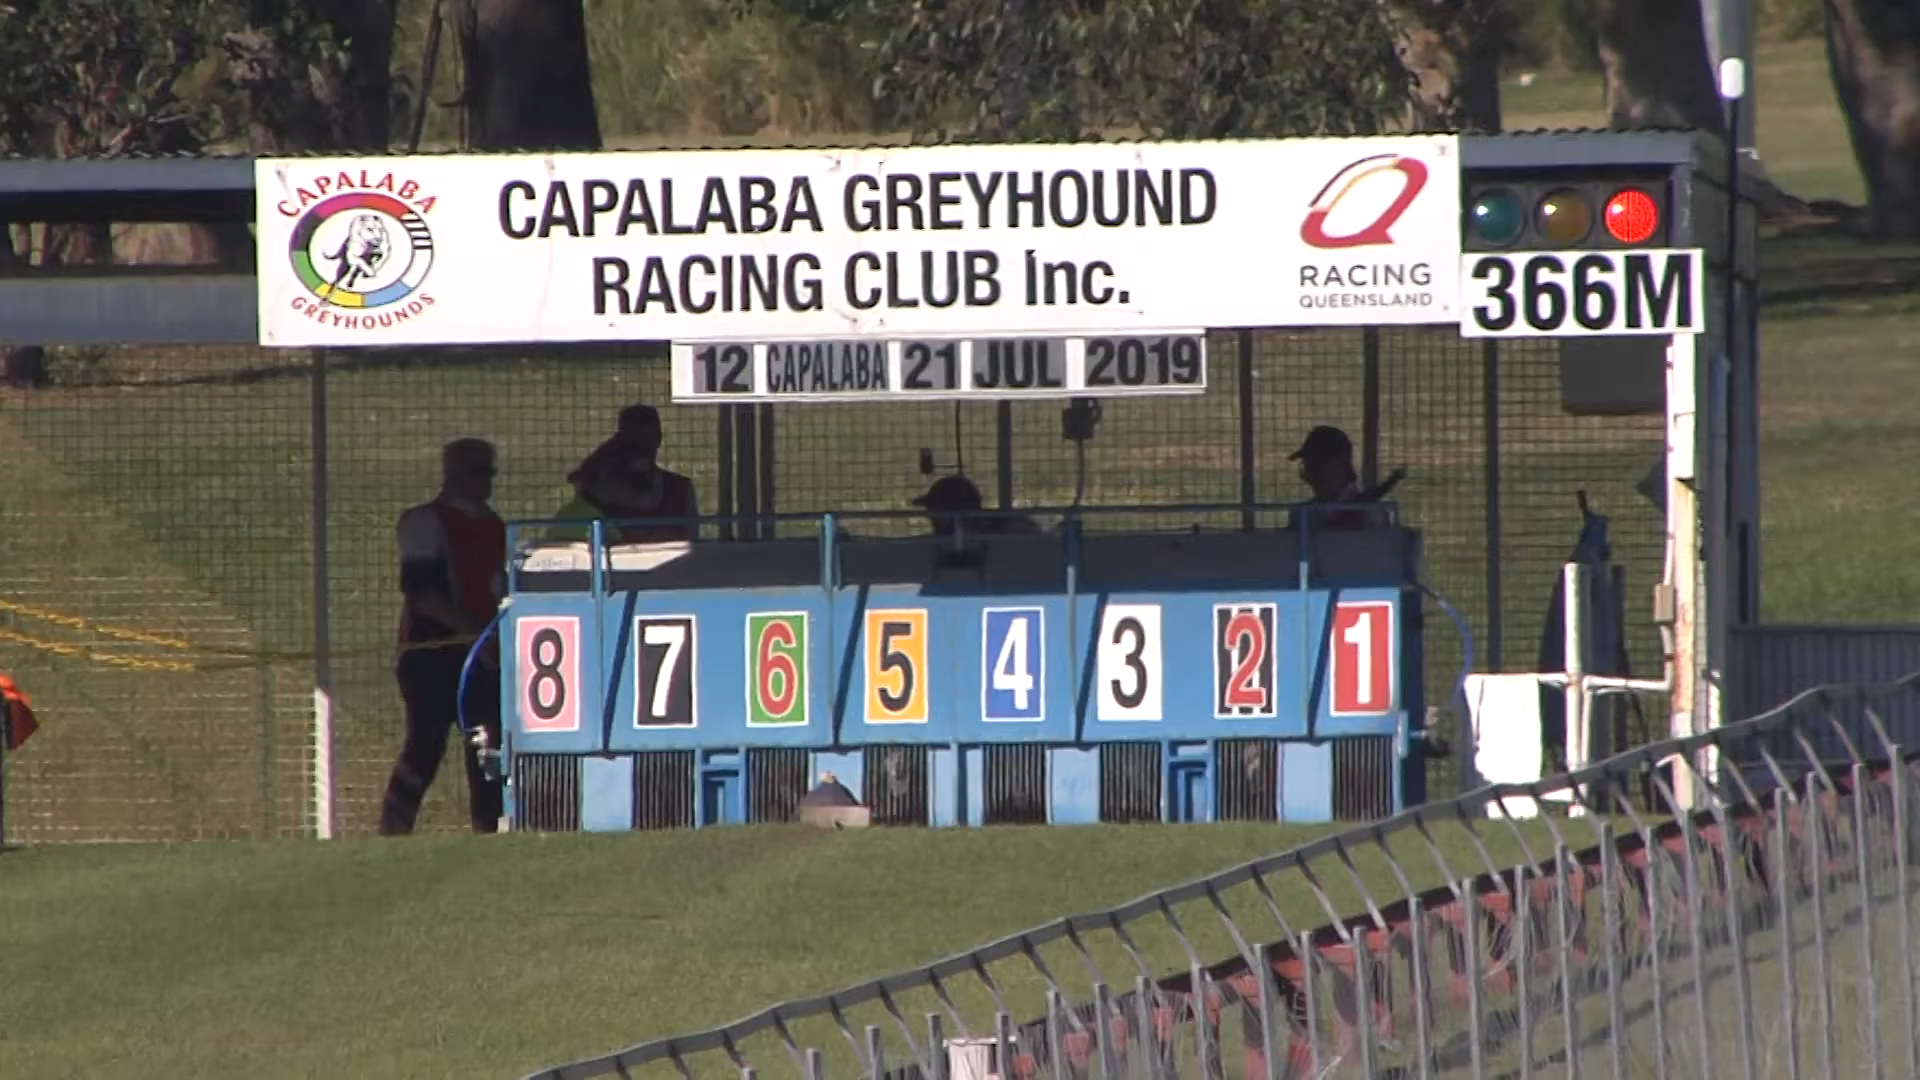 CAPALABA
GREYHOUNDS
CAPALABA GREYHOUND
RACING CLUB Inc.
RACING
QUEENSLAND
366M
12 CAPALABA 21 JUL 2019
8 7 6 5 4 3 2 1